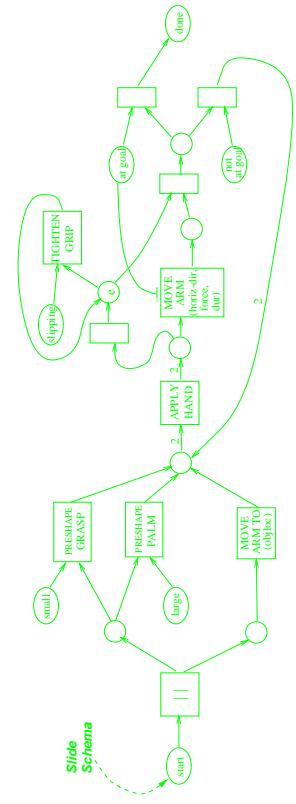 Slide
Schema
start
||
small
large
PRESHAPE
GRASP
PRESHAPE
PALM
MOVE
ARM TO
(objloc)
2
APPLY
HAND
2
slipping
TIGHTEN
GRIP
e
MOVE
ARM
(horiz-dir,
force,
dur)
at goal
not
at goal
2
done